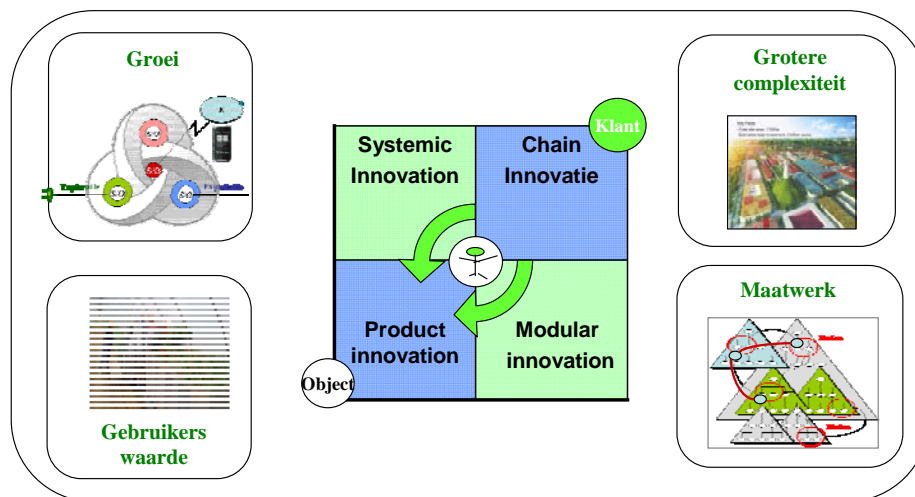 Groei
Grotere
complexiteit
Klant
Systemic
Innovation
Chain
Innovatie
Product
innovation
Modular
innovation
Object
Gebruikers
waarde
Maatwerk